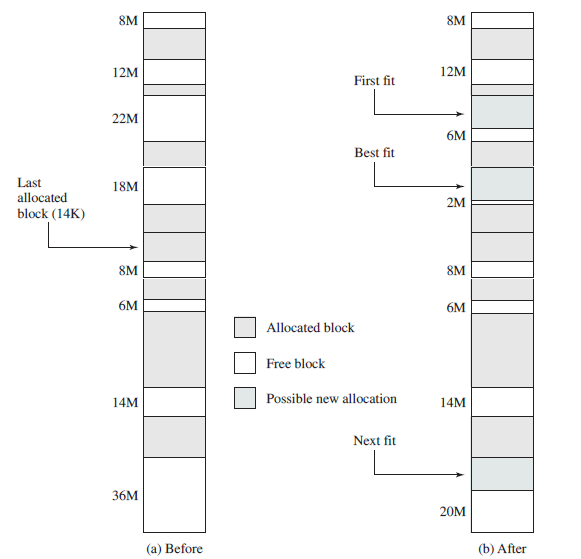 8M
12M
22M
18M
Last
allocated
block (14K)
8M
6M
14M
36M
(a) Before
Allocated block
Free block
Possible new allocation
8M
12M
First fit
6M
Best fit
2M
8M
6M
14M
Next fit
20M
(b) After